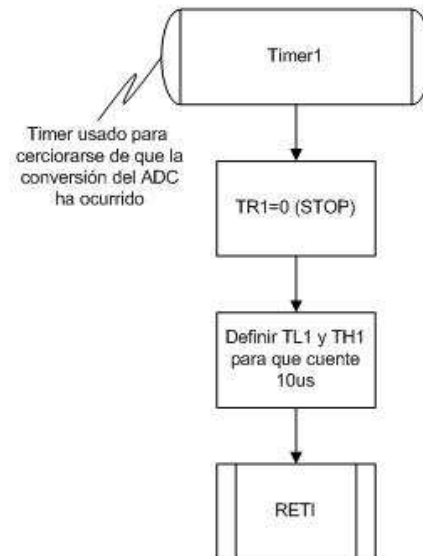 Timer1
Timer usado para
cerciorarse de que la
conversión del ADC
ha ocurrido
TR1=0 (STOP)
Definir TL1 y TH1
para que cuente
10us
RETI